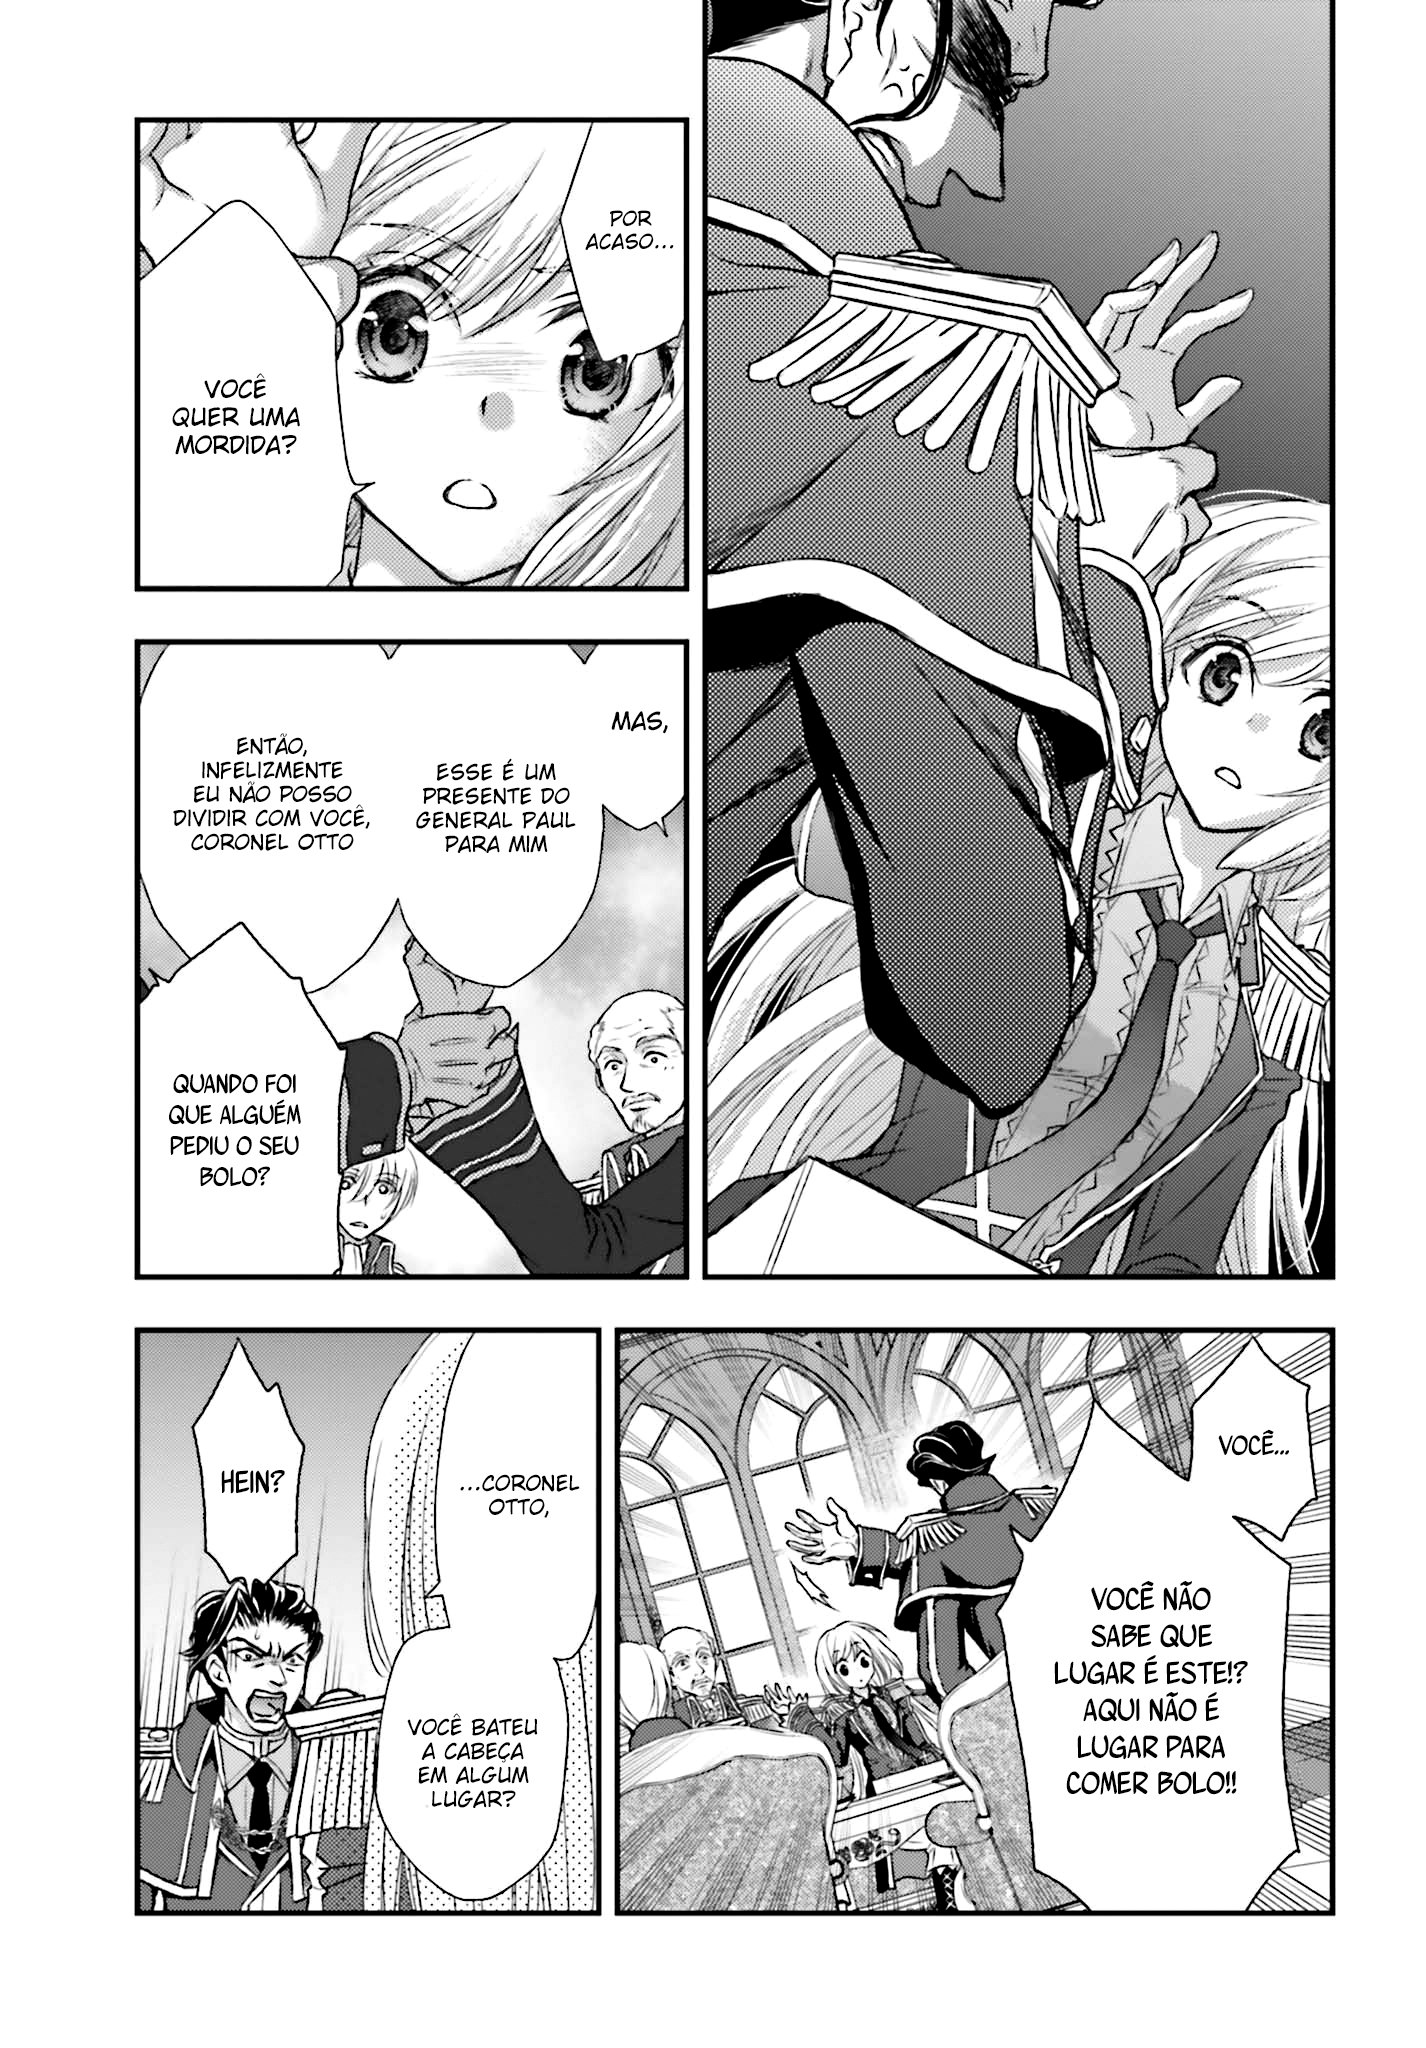 POR
ACASO...
VOCÊ
QUER UMA
MORDIDA?
MAS,
ESSE É UM
PRESENTE DO
GENERAL PAUL
PARA MIM
ENTÃO,
INFELIZMENTE
EU NÃO POSSO
DIVIDIR COM VOCÊ,
CORONEL OTTO
QUANDO FOI
QUE ALGUÉM
PEDIU O SEU
BOLO?
VOCÊ...
VOCÊ NÃO
SABE QUE
LUGAR É ESTE!?
AQUI NÃO É
LUGAR PARA
COMER BOLO!!
...CORONEL
OTTO,
VOCÊ BATEU
A CABEÇA
EM ALGUM
LUGAR?
HEIN?